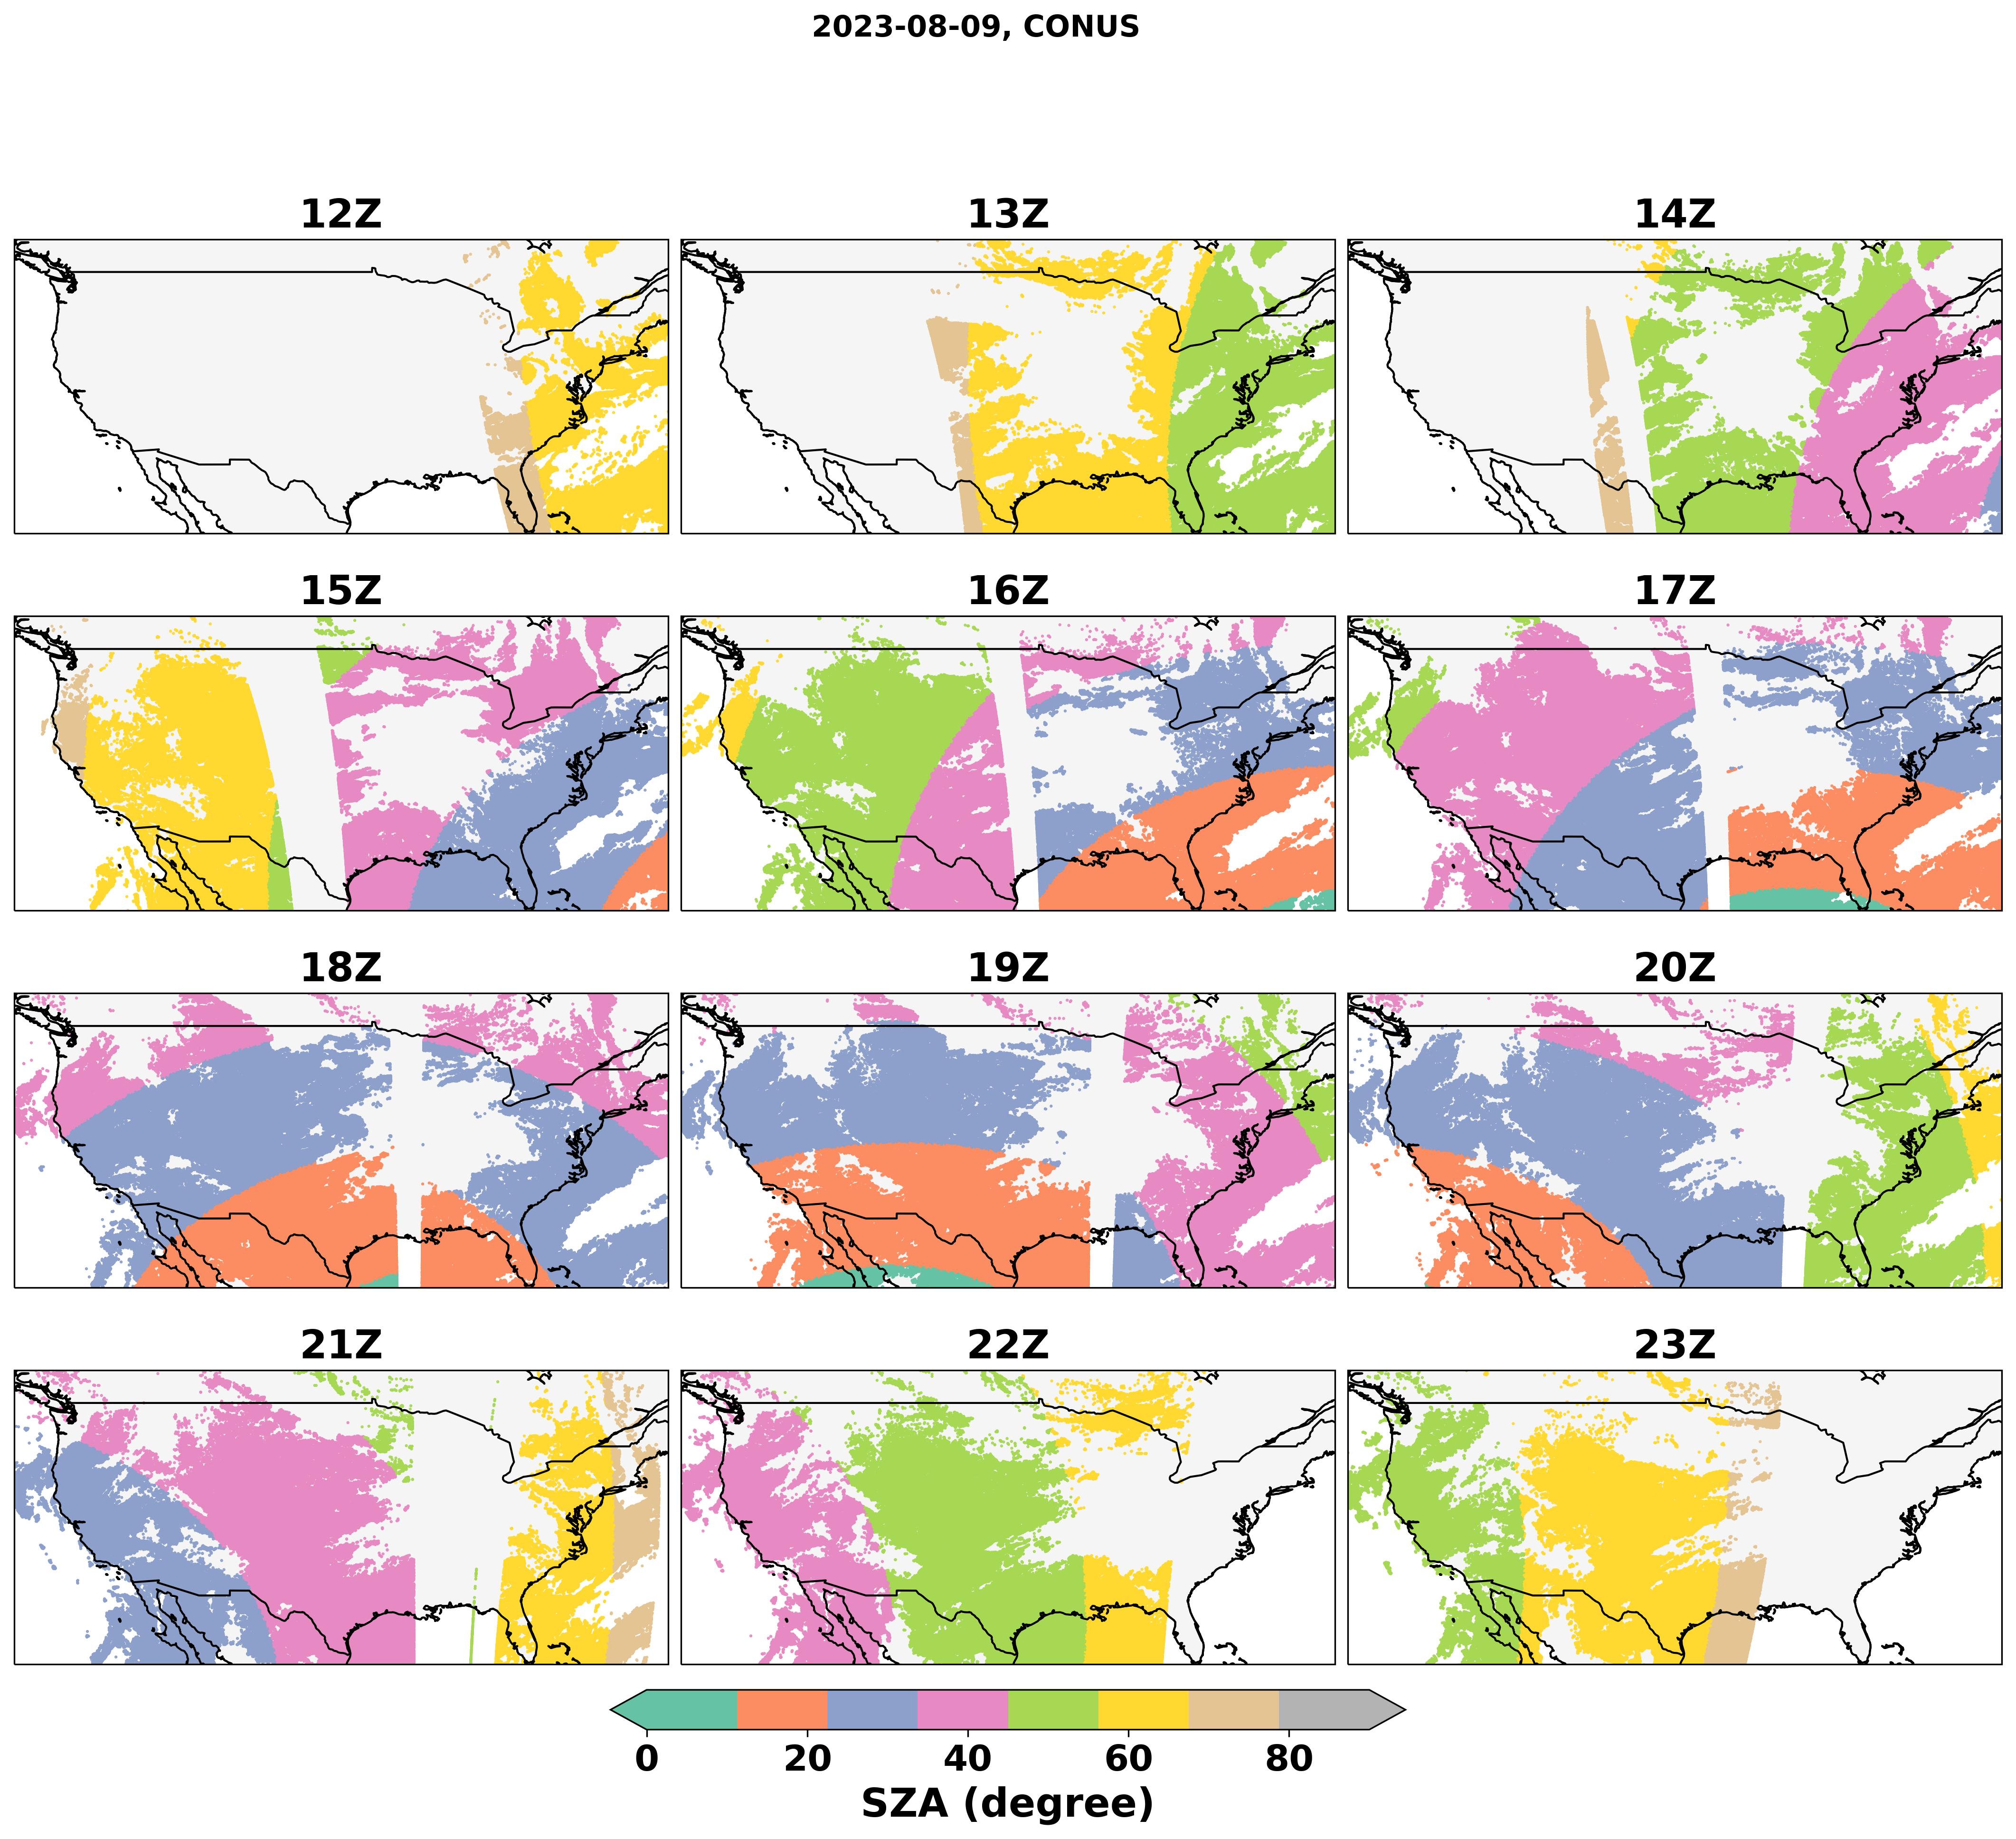 2023-08-09, CONUS
12Z
13Z
14Z
15Z
16Z
17Z
18Z
19Z
20Z
21Z
22Z
23Z
0 20 40 60 80
SZA (degree)